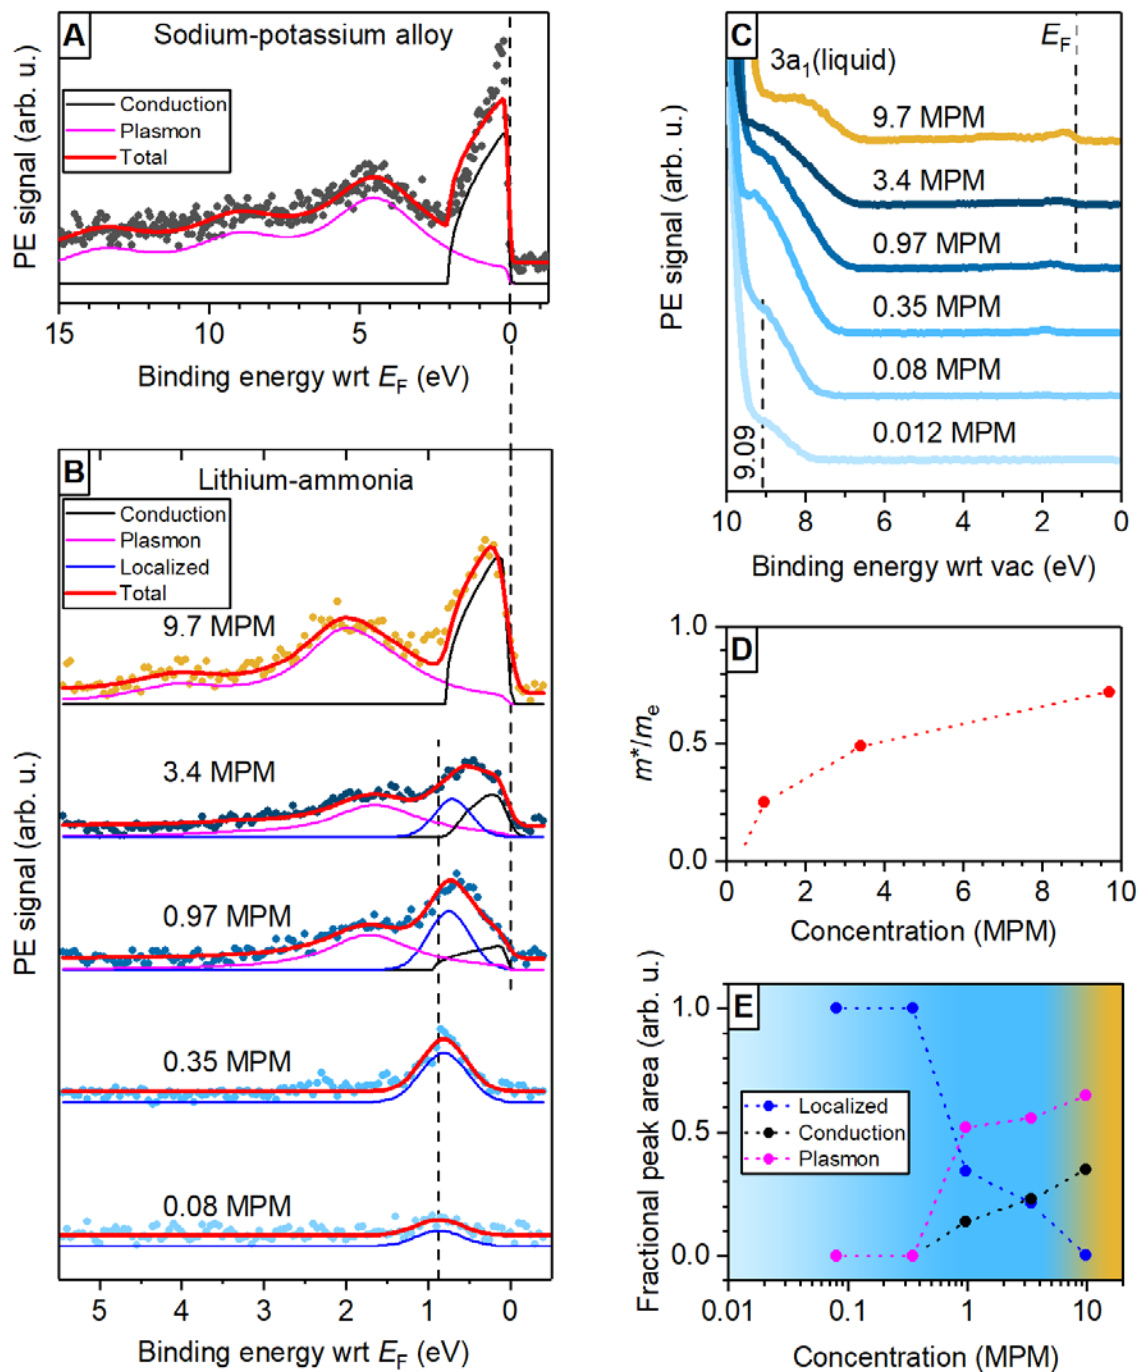 A
Sodium-potassium alloy
Conduction
Plasmon
Total
PE signal (arb. u.)
15 10 5 0
Binding energy wrt EF (eV)
B
Lithium-ammonia
Conduction
Plasmon
Localized
Total
9.7 MPM
3.4 MPM
0.97 MPM
0.35 MPM
0.08 MPM
PE signal (arb. u.)
5 4 3 2 1 0
Binding energy wrt EF (eV)
C
EF
3a1(liquid)
9.7 MPM
3.4 MPM
0.97 MPM
0.35 MPM
0.08 MPM
0.012 MPM
9.09
PE signal (arb. u.)
10 8 6 4 2 0
Binding energy wrt vac (eV)
D
1.0
0.5
0.0
m*/me
0 2 4 6 8 10
Concentration (MPM)
E
1.0
0.5
0.0
Localized
Conduction
Plasmon
Fractional peak area (arb. u.)
0.01 0.1 1 10
Concentration (MPM)